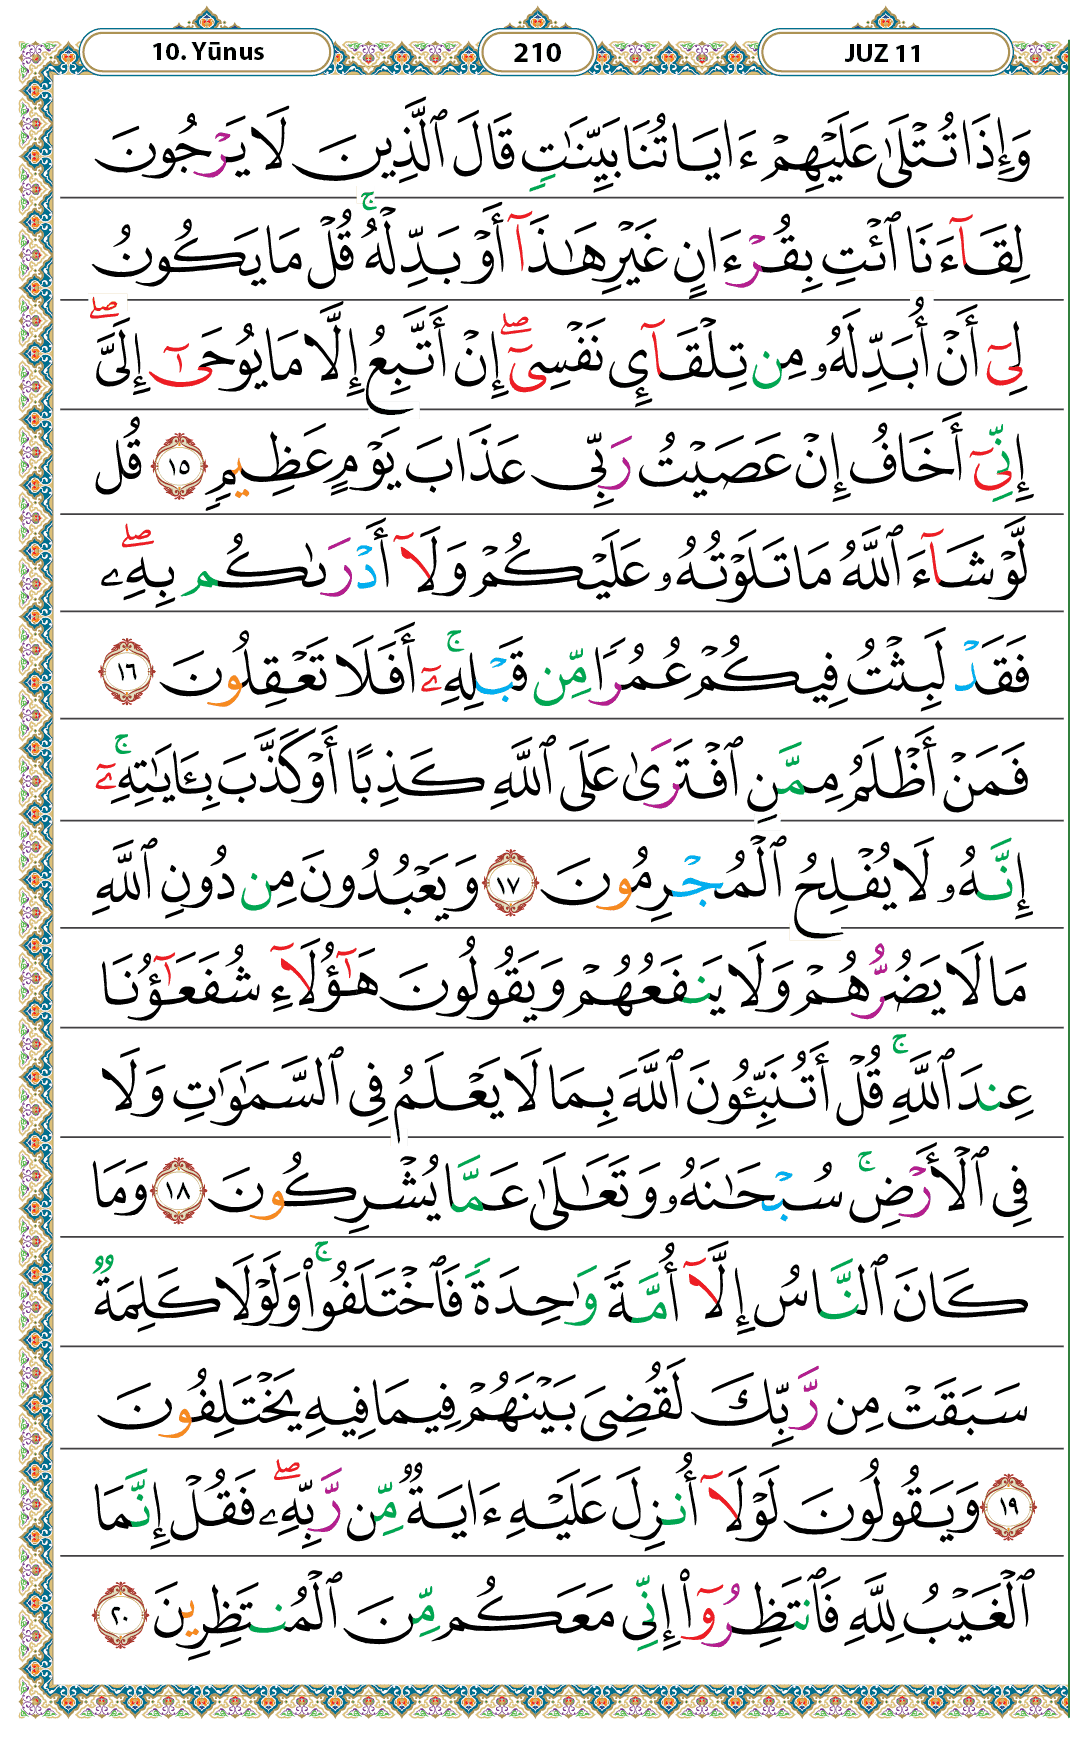 10. Yūnus 210 JUZ 11
وَإِذَا تُتۡلَىٰ عَلَيۡهِمۡ ءَايَاتُنَا بَيِّنَٰتٖ قَالَ ٱلَّذِينَ لَا يَرۡجُونَ
لِقَآءَنَا ٱئۡتِ بِقُرۡءَانٍ غَيۡرِ هَٰذَآ أَوۡ بَدِّلۡهُۚ قُلۡ مَا يَكُونُ
لِيٓ أَنۡ أُبَدِّلَهُۥ مِن تِلۡقَآيِٕ نَفۡسِيٓۖ إِنۡ أَتَّبِعُ إِلَّا مَا يُوحَىٰٓ إِلَيَّۖ
إِنِّيٓ أَخَافُ إِنۡ عَصَيۡتُ رَبِّي عَذَابَ يَوۡمٍ عَظِيمٖ ١٥ قُل
لَّوۡ شَآءَ ٱللَّهُ مَا تَلَوۡتُهُۥ عَلَيۡكُمۡ وَلَآ أَدۡرَىٰكُم بِهِۦۖ
فَقَدۡ لَبِثۡتُ فِيكُمۡ عُمُرٗا مِّن قَبۡلِهِۦٓۚ أَفَلَا تَعۡقِلُونَ ١٦
فَمَنۡ أَظۡلَمُ مِمَّنِ ٱفۡتَرَىٰ عَلَى ٱللَّهِ كَذِبًا أَوۡ كَذَّبَ بِـَٔايَٰتِهِۦٓۚ
إِنَّهُۥ لَا يُفۡلِحُ ٱلۡمُجۡرِمُونَ ١٧ وَيَعۡبُدُونَ مِن دُونِ ٱللَّهِ
مَا لَا يَضُرُّهُمۡ وَلَا يَنفَعُهُمۡ وَيَقُولُونَ هَٰٓؤُلَآءِ شُفَعَٰٓؤُنَا
عِندَ ٱللَّهِۚ قُلۡ أَتُنَبِّـُٔونَ ٱللَّهَ بِمَا لَا يَعۡلَمُ فِي ٱلسَّمَٰوَٰتِ وَلَا
فِي ٱلۡأَرۡضِۚ سُبۡحَٰنَهُۥ وَتَعَٰلَىٰ عَمَّا يُشۡرِكُونَ ١٨ وَمَا
كَانَ ٱلنَّاسُ إِلَّآ أُمَّةٗ وَٰحِدَةٗ فَٱخۡتَلَفُواْۚ وَلَوۡلَا كَلِمَةٞ
سَبَقَتۡ مِن رَّبِّكَ لَقُضِيَ بَيۡنَهُمۡ فِيمَا فِيهِ يَخۡتَلِفُونَ
١٩ وَيَقُولُونَ لَوۡلَآ أُنزِلَ عَلَيۡهِ ءَايَةٞ مِّن رَّبِّهِۦۖ فَقُلۡ إِنَّمَا
ٱلۡغَيۡبُ لِلَّهِ فَٱنتَظِرُوٓاْ إِنِّي مَعَكُم مِّنَ ٱلۡمُنتَظِرِينَ ٢٠